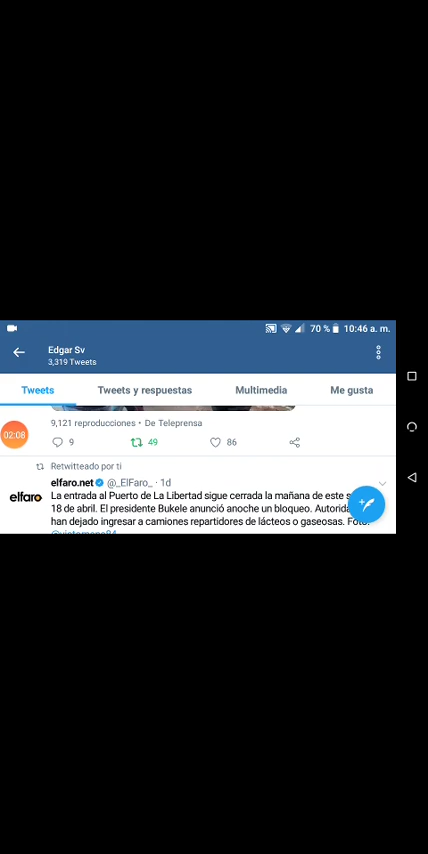 70 % 10:46 a. m.
Edgar Sv
3,319 Tweets
Tweets Tweets y respuestas Multimedia Me gusta
9,121 reproducciones • De Teleprensa
02:08
9 49 86
Retwitteado por ti
elfaro.net @_ElFaro_ · 1d
elfaro
La entrada al Puerto de La Libertad sigue cerrada la mañana de este
18 de abril. El presidente Bukele anunció anoche un bloqueo.
han dejado ingresar a camiones repartidores de lácteos o gaseosas.